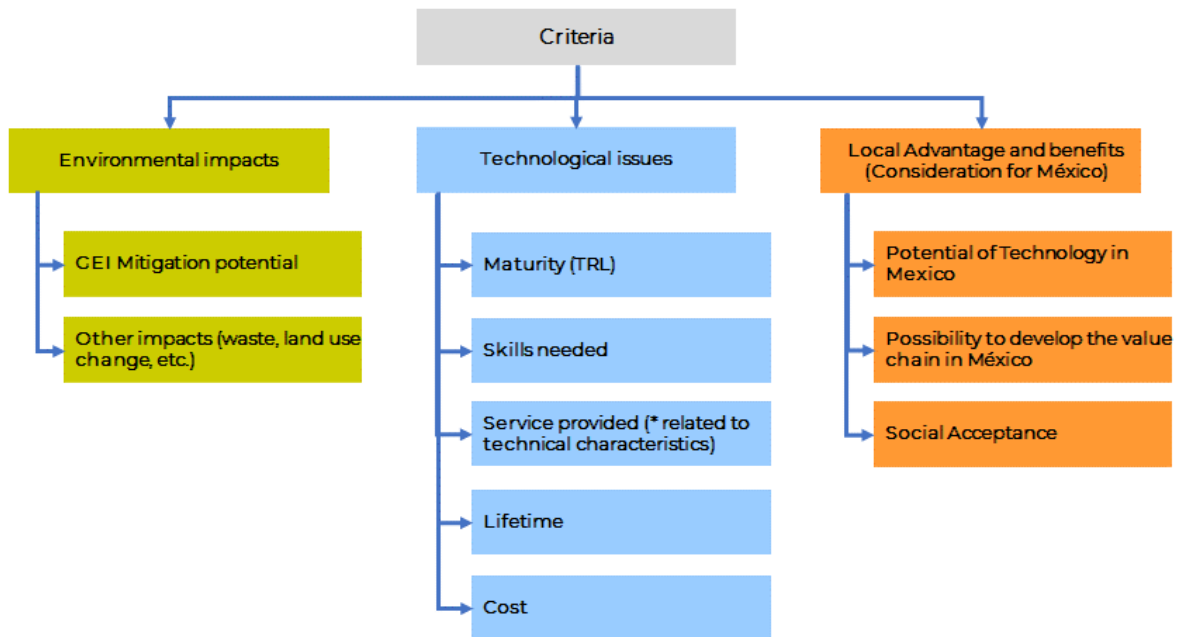 Criteria
Environmental impacts
GEI Mitigation potential
Other impacts (waste, land use
change, etc.)
Technological issues
Maturity (TRL)
Skills needed
Service provided (* related to
technical characteristics)
Lifetime
Cost
Local Advantage and benefits
(Consideration for México)
Potential of Technology in
Mexico
Possibility to develop the value
chain in México
Social Acceptance